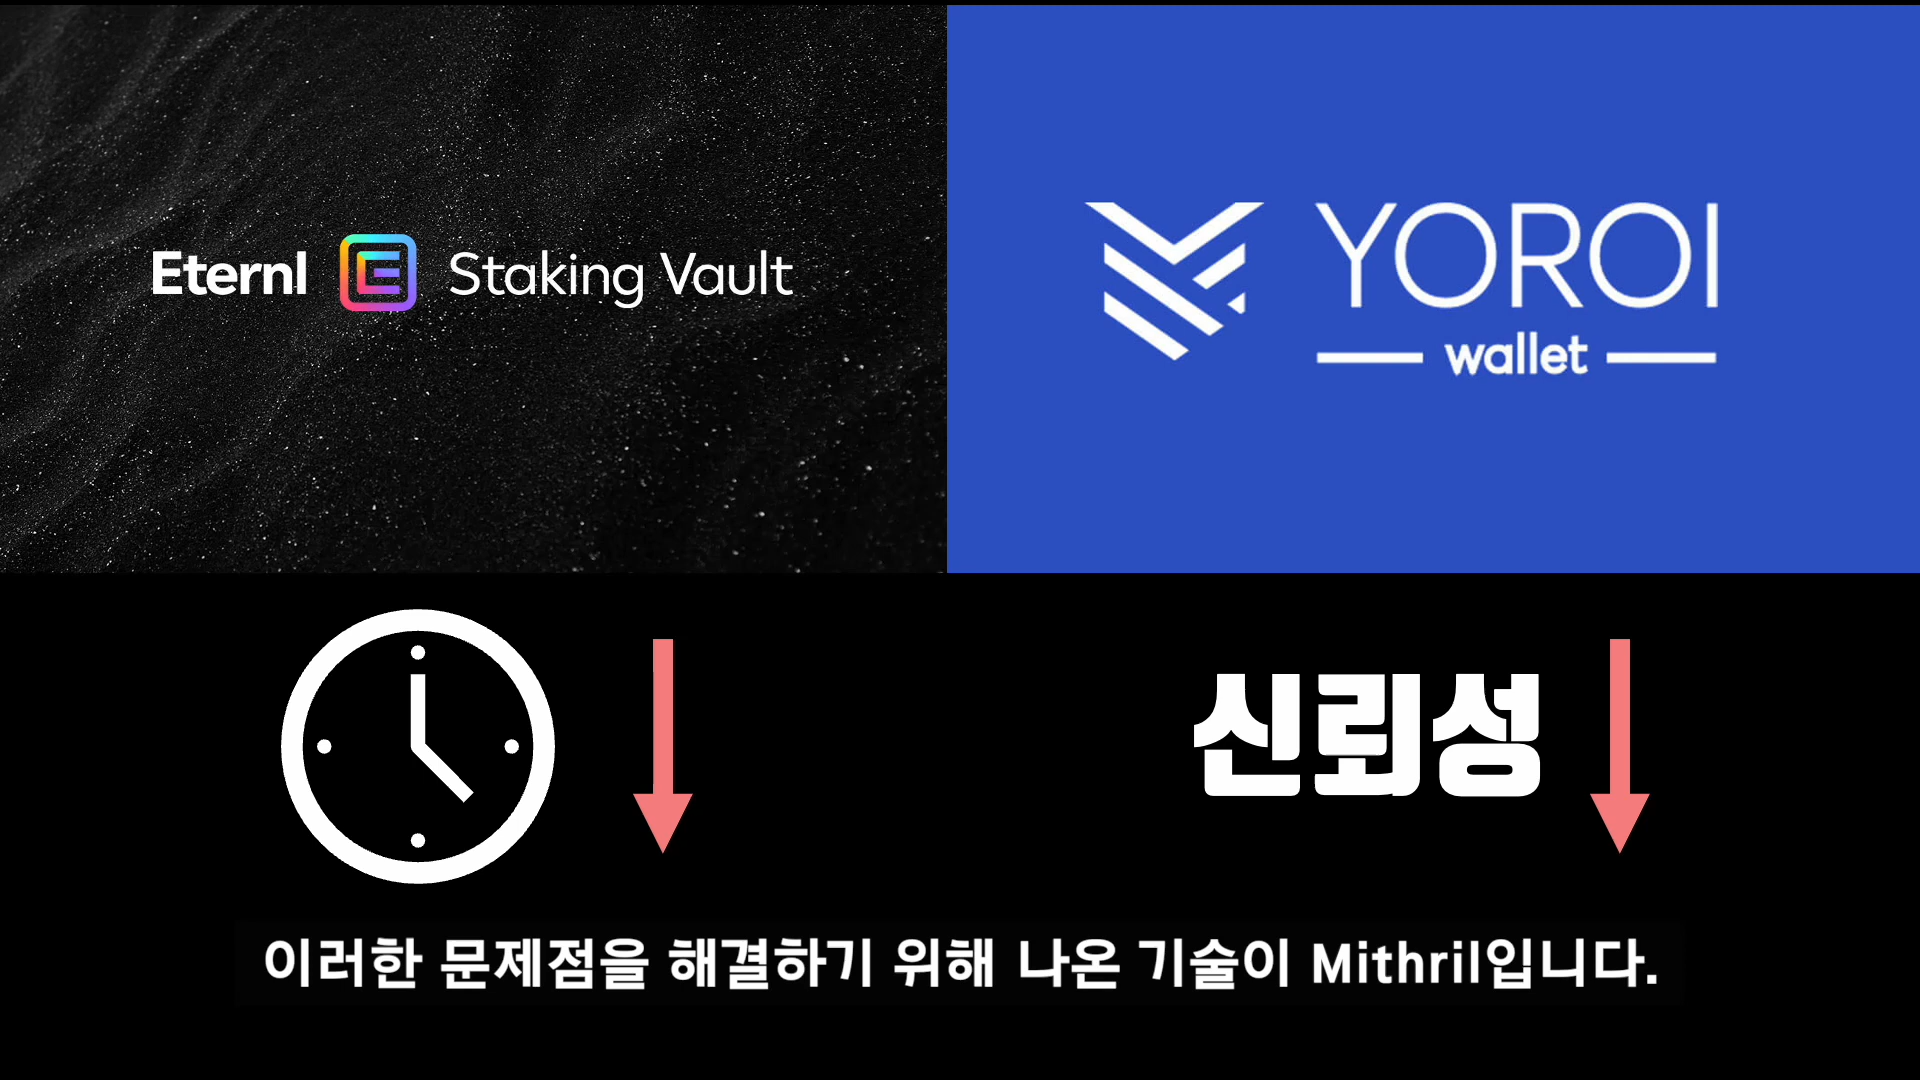 Eternl E Staking Vault
YOROI
wallet
신뢰성
이러한 문제점을 해결하기 위해 나온 기술이 Mithril입니다.